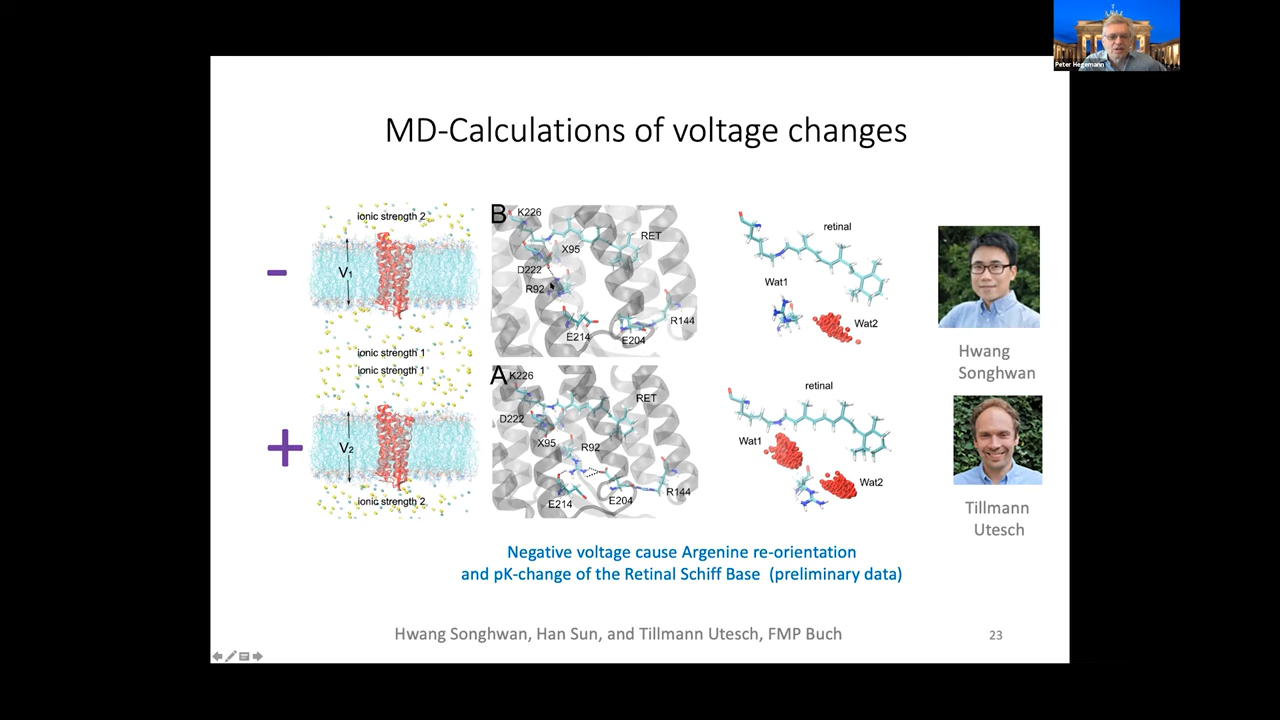 Peter Hegemann
MD-Calculations of voltage changes
-
ionic strength 2
V1
ionic strength 1
B
K226
X95
RET
D222
R92
E214
E204
R144
retinal
Wat1
Wat2
Hwang
Songhwan
+
ionic strength 1
V2
ionic strength 2
A
K226
RET
D222
X95
R92
E214
E204
R144
retinal
Wat1
Wat2
Tillmann
Utesch
Negative voltage cause Argenine re-orientation
and pK-change of the Retinal Schiff Base (preliminary data)
Hwang Songhwan, Han Sun, and Tillmann Utesch, FMP Buch
23